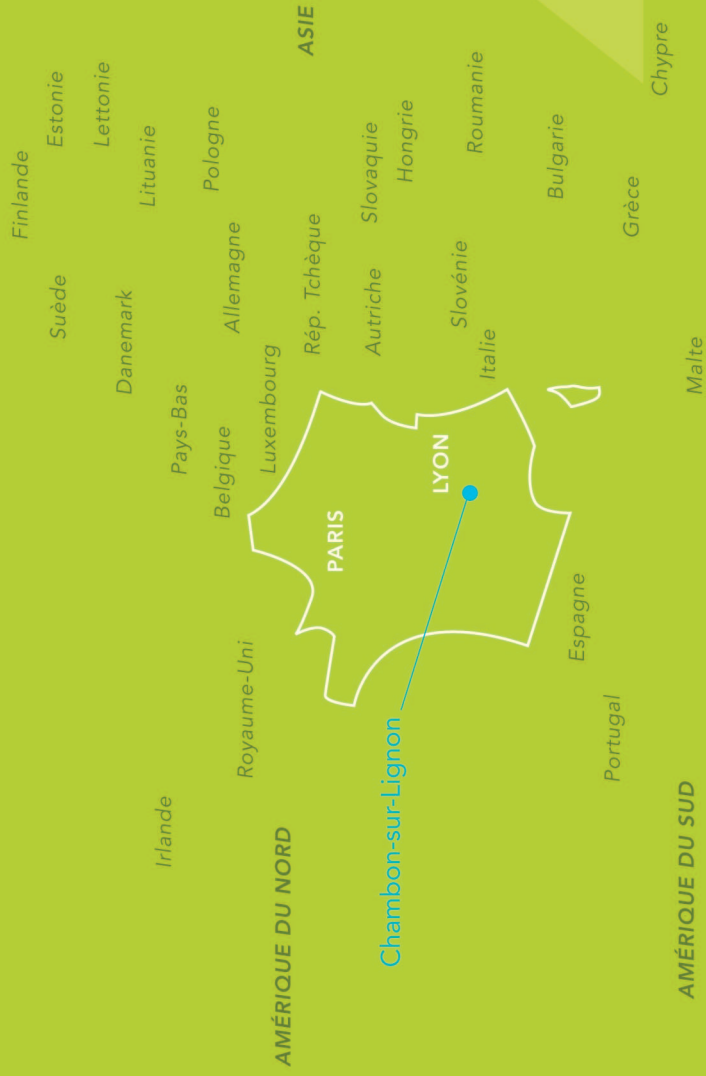 Finlande
Suède
Estonie
Lettonie
Danemark
Lituanie
Irlande
Pays-Bas
Pologne
Belgique
Allemagne
Royaume-Uni
Luxembourg
AMÉRIQUE DU NORD
ASIE
Rép. Tchèque
PARIS
Slovaquie
Autriche
Chambon-sur-Lignon
Hongrie
LYON
Slovénie
Roumanie
Italie
Bulgarie
Espagne
Portugal
Grèce
Chypre
AMÉRIQUE DU SUD
Malte